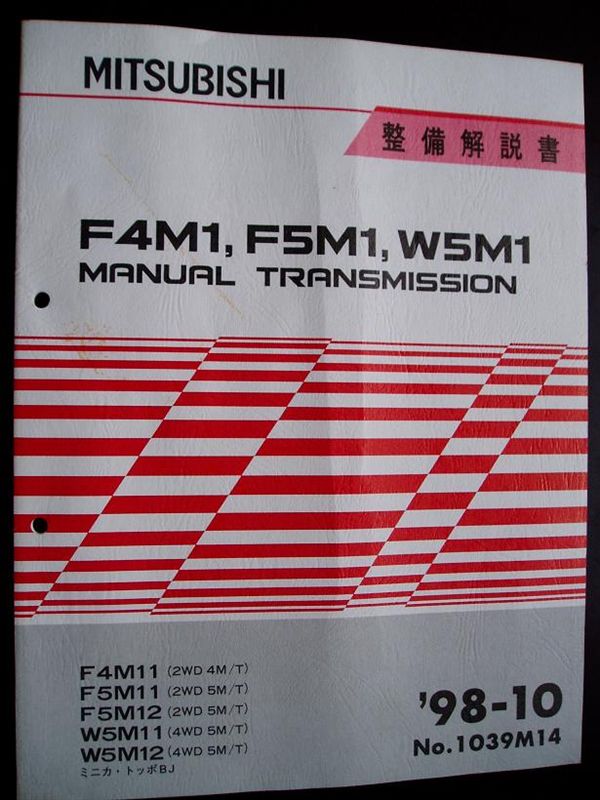 MITSUBISHI
整備解説書
F4M1, F5M1, W5M1
MANUAL TRANSMISSION
F4M11 (2WD 4M/T)
F5M11 (2WD 5M/T)
F5M12 (2WD 5M/T)
W5M11 (4WD 5M/T)
W5M12 (4WD 5M/T)
ミニカ・トッポBJ
'98-10
No.1039M14